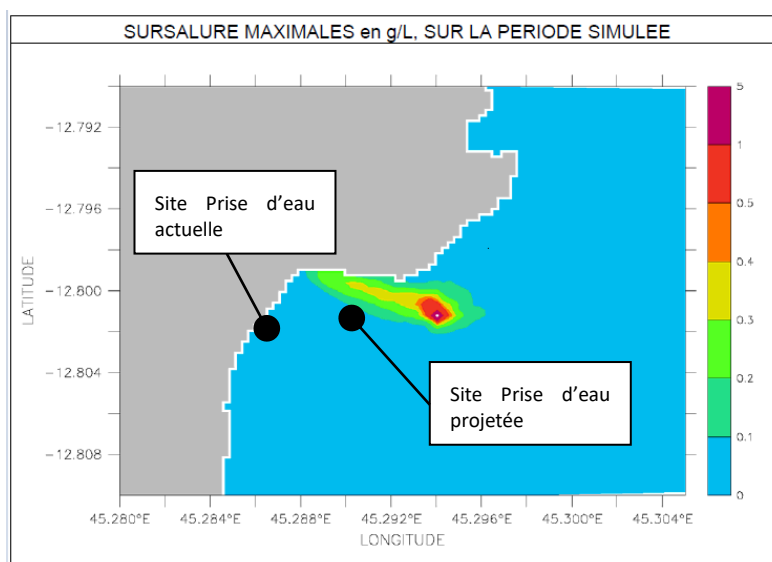 SURSALURE MAXIMALES en g/L, SUR LA PERIODE SIMULEE
5
1
0.5
0.4
0.3
0.2
0.1
0
LATITUDE
-12.792
-12.796
-12.800
-12.804
-12.808
Site Prise d'eau
actuelle
Site Prise d'eau
projetée
45.280°E
45.284°E
45.288°E
45.292°E
45.296°E
45.300°E
45.304°E
LONGITUDE